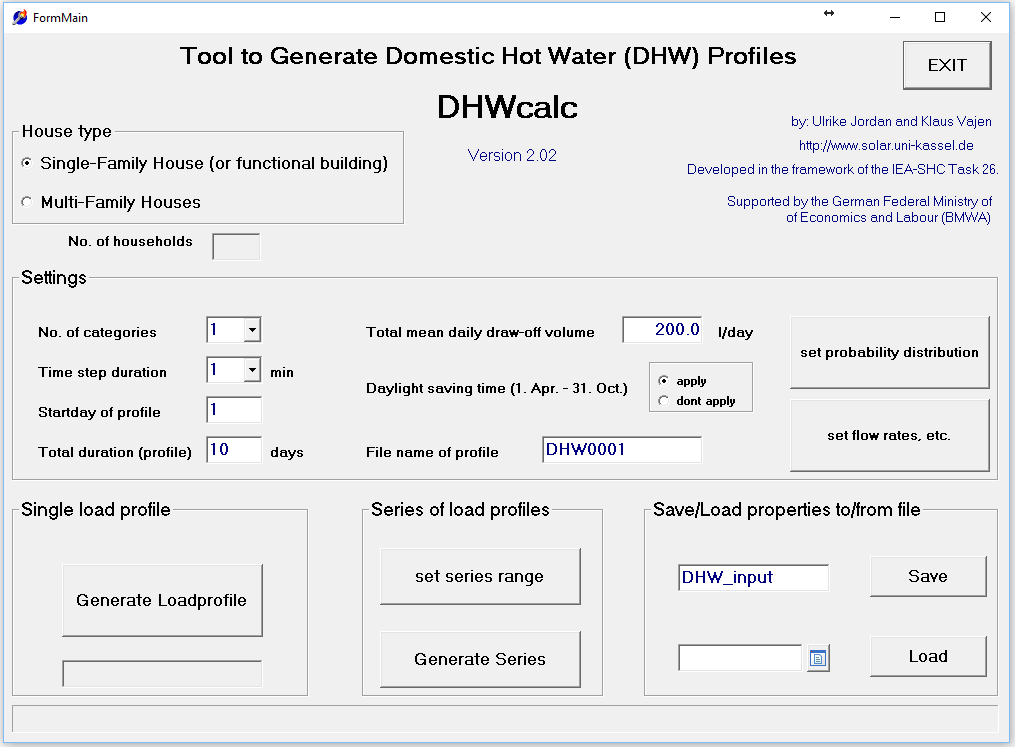 FormMain
Tool to Generate Domestic Hot Water (DHW) Profiles
EXIT
DHWcalc
Version 2.02
by: Ulrike Jordan and Klaus Vajen
http://www.solar.uni-kassel.de
Developed in the framework of the IEA-SHC Task 26.
Supported by the German Federal Ministry of
of Economics and Labour (BMWA)
House type
Single-Family House (or functional building)
Multi-Family Houses
No. of households
Settings
No. of categories 1
Time step duration 1 min
Startday of profile 1
Total duration (profile) 10 days
Total mean daily draw-off volume 200.0 l/day
Daylight saving time (1. Apr. - 31. Oct.)
apply
dont apply
File name of profile DHW0001
set probability distribution
set flow rates, etc.
Single load profile
Generate Loadprofile
Series of load profiles
set series range
Generate Series
Save/Load properties to/from file
DHW_input Save
Load